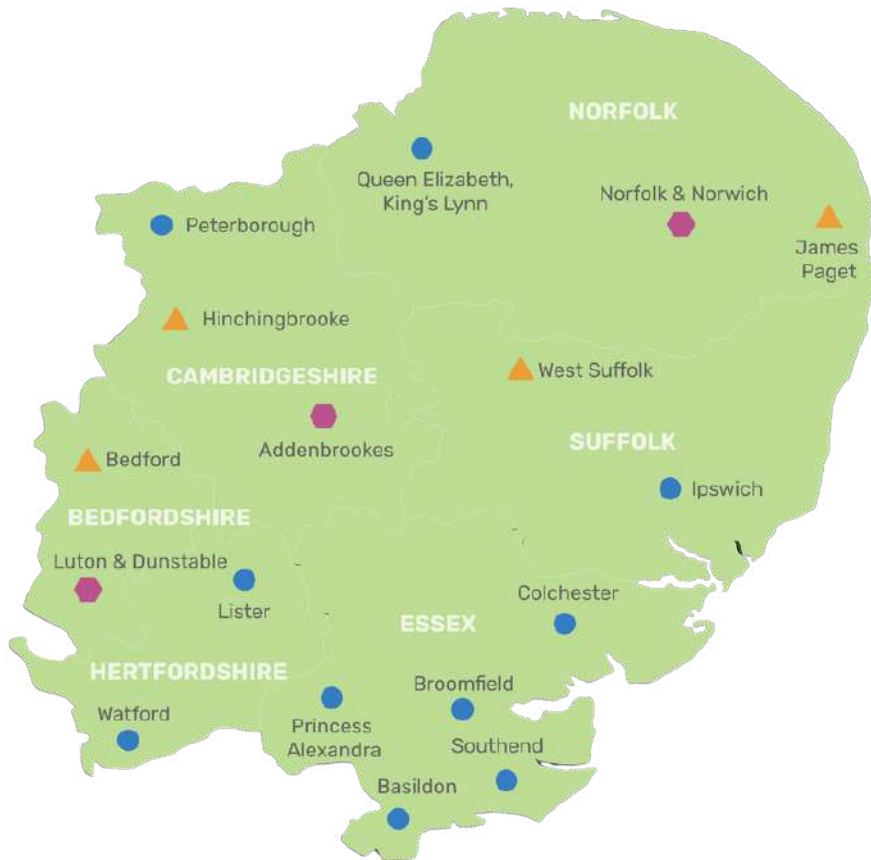 NORFOLK
Queen Elizabeth,
King's Lynn
Norfolk & Norwich
Peterborough
James
Paget
Hinchingbrooke
West Suffolk
CAMBRIDGESHIRE
Addenbrookes
SUFFOLK
Bedford
Ipswich
BEDFORDSHIRE
Luton & Dunstable
Lister
Colchester
ESSEX
HERTFORDSHIRE
Broomfield
Watford
Princess
Alexandra
Southend
Basildon